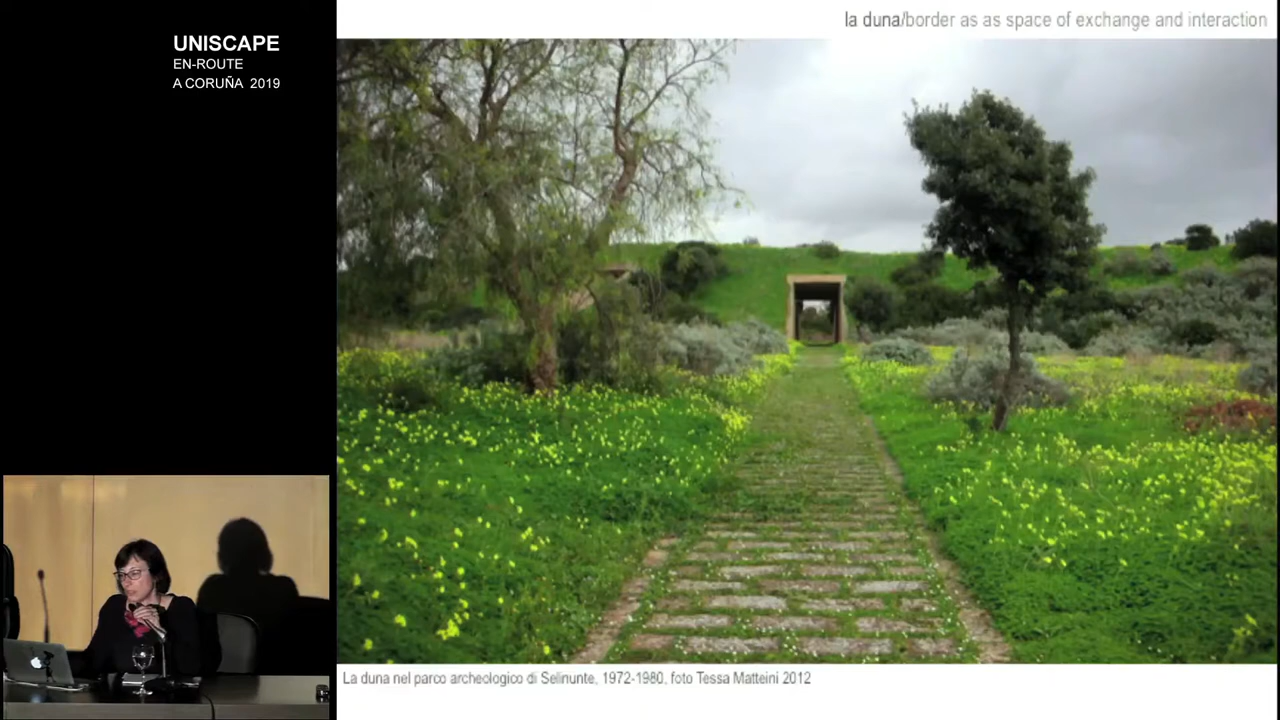 UNISCAPE
EN-ROUTE
A CORUÑA 2019
la duna/border as as space of exchange and interaction
La duna nel parco archeologico di Selinunte, 1972-1980, foto Tessa Matteini 2012